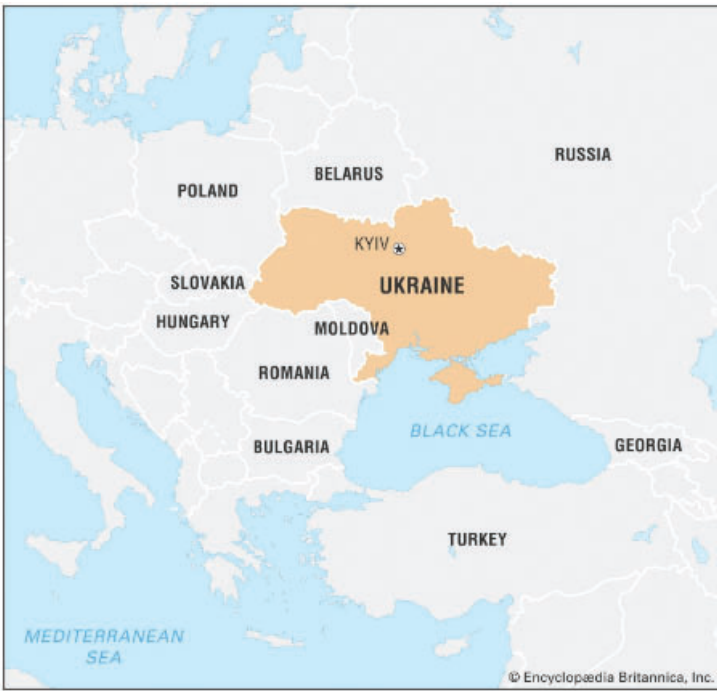 RUSSIA
BELARUS
POLAND
KYIV
SLOVAKIA
UKRAINE
HUNGARY
MOLDOVA
ROMANIA
BLACK SEA
BULGARIA
GEORGIA
TURKEY
MEDITERRANEAN
SEA
© Encyclopædia Britannica, Inc.